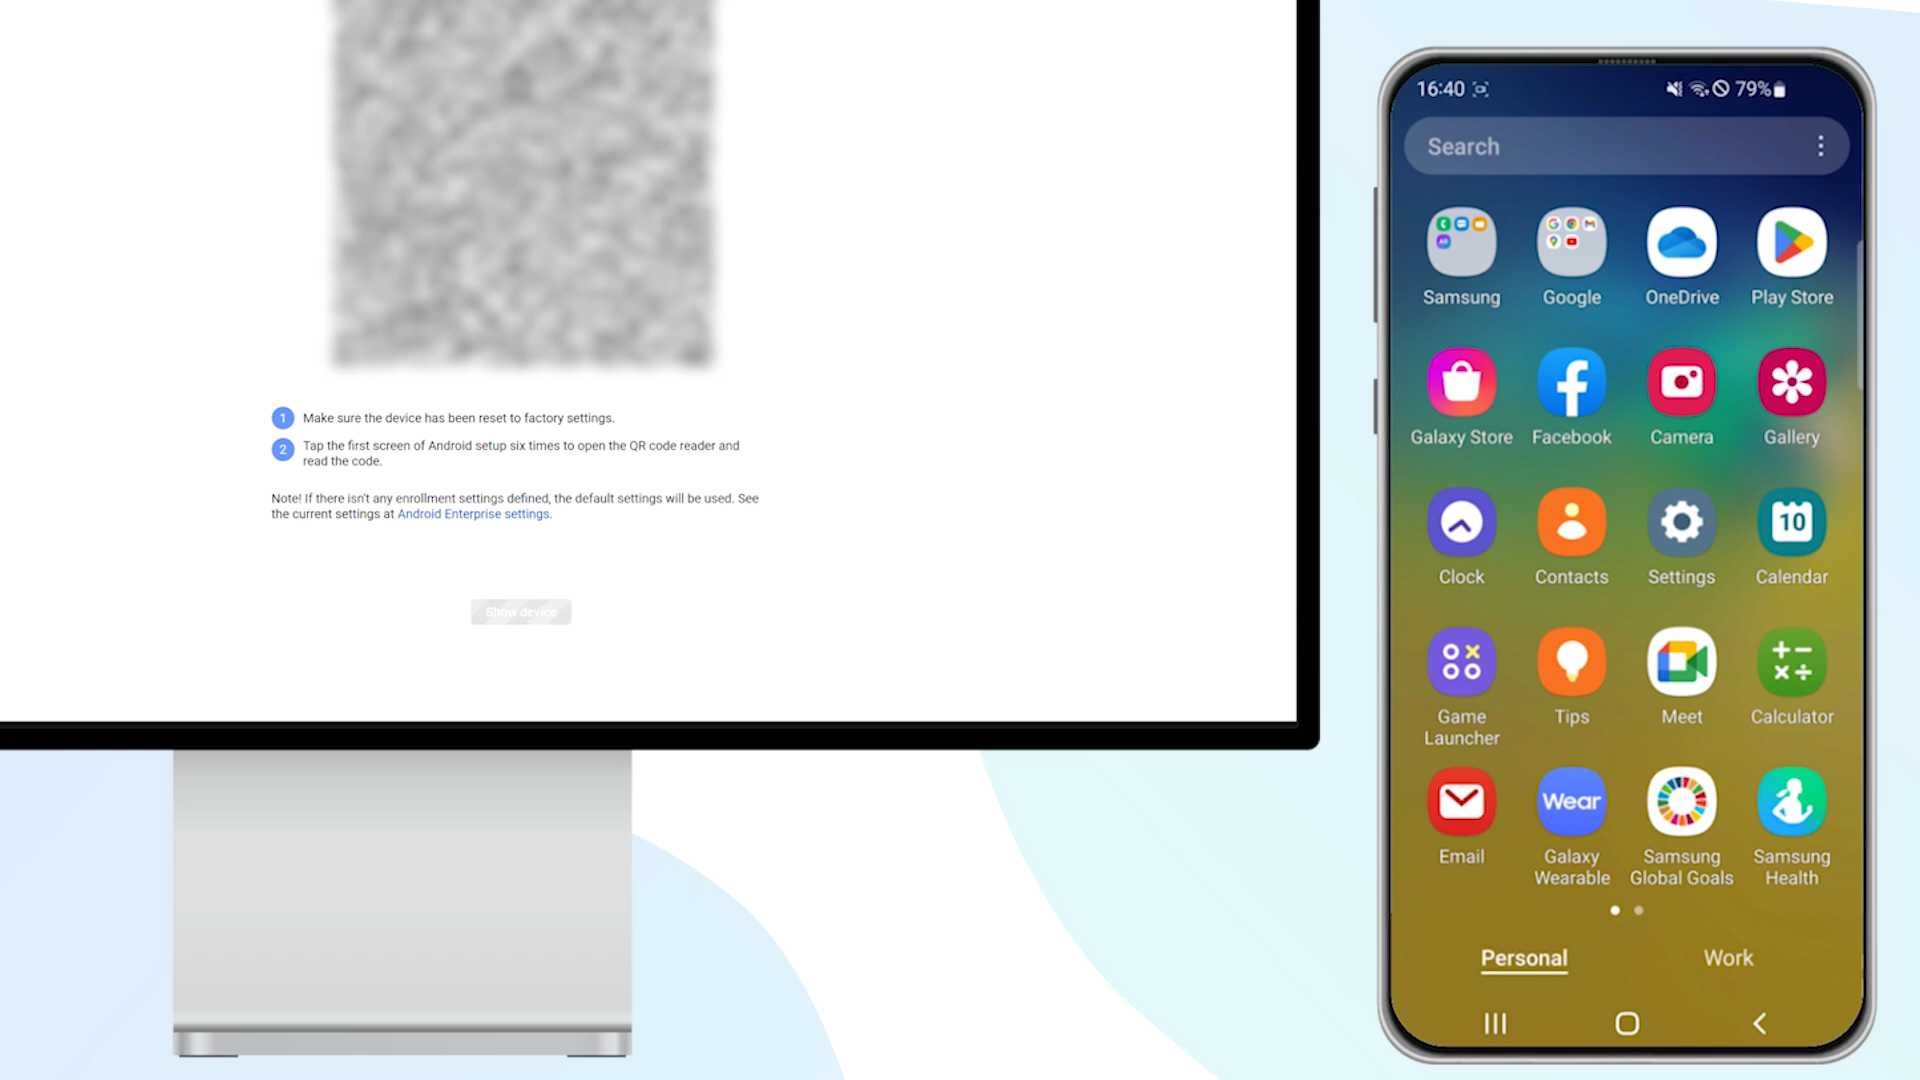 1 Make sure the device has been reset to factory settings.
2 Tap the first screen of Android setup six times to open the QR code reader and
read the code.
Note! If there isn't any enrollment settings defined, the default settings will be used. See
the current settings at Android Enterprise settings.
Show device
16:40 79%
Search
Samsung Google OneDrive Play Store
Galaxy Store Facebook Camera Gallery
10
Clock Contacts Settings Calendar
Game
Launcher
Tips Meet Calculator
Wear
Email
Galaxy
Wearable
Samsung
Global Goals
Samsung
Health
Personal Work